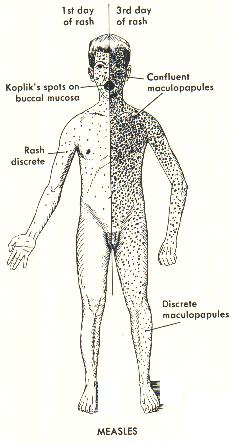 1st day
of rash
3rd day
of rash
Koplik's spots on
buccal mucosa
Confluent
maculopapules
Rash
discrete
Discrete
maculopapules
MEASLES